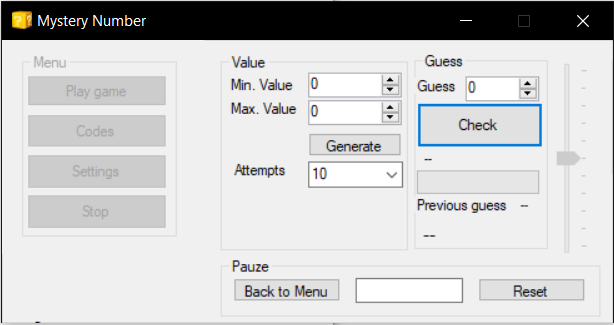 Mystery Number
Menu
Play game
Codes
Settings
Stop
Value
Min. Value 0
Max. Value 0
Generate
Attempts 10
Guess
Guess 0
Check
--
Previous guess --
--
Pauze
Back to Menu
Reset